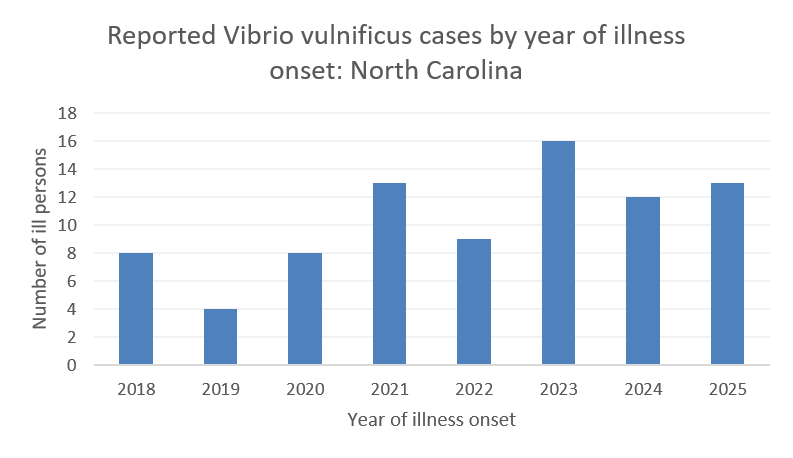 Reported Vibrio vulnificus cases by year of illness
onset: North Carolina
Number of ill persons
18
16
14
12
10
8
6
4
2
0
2018 2019 2020 2021 2022 2023 2024 2025
Year of illness onset